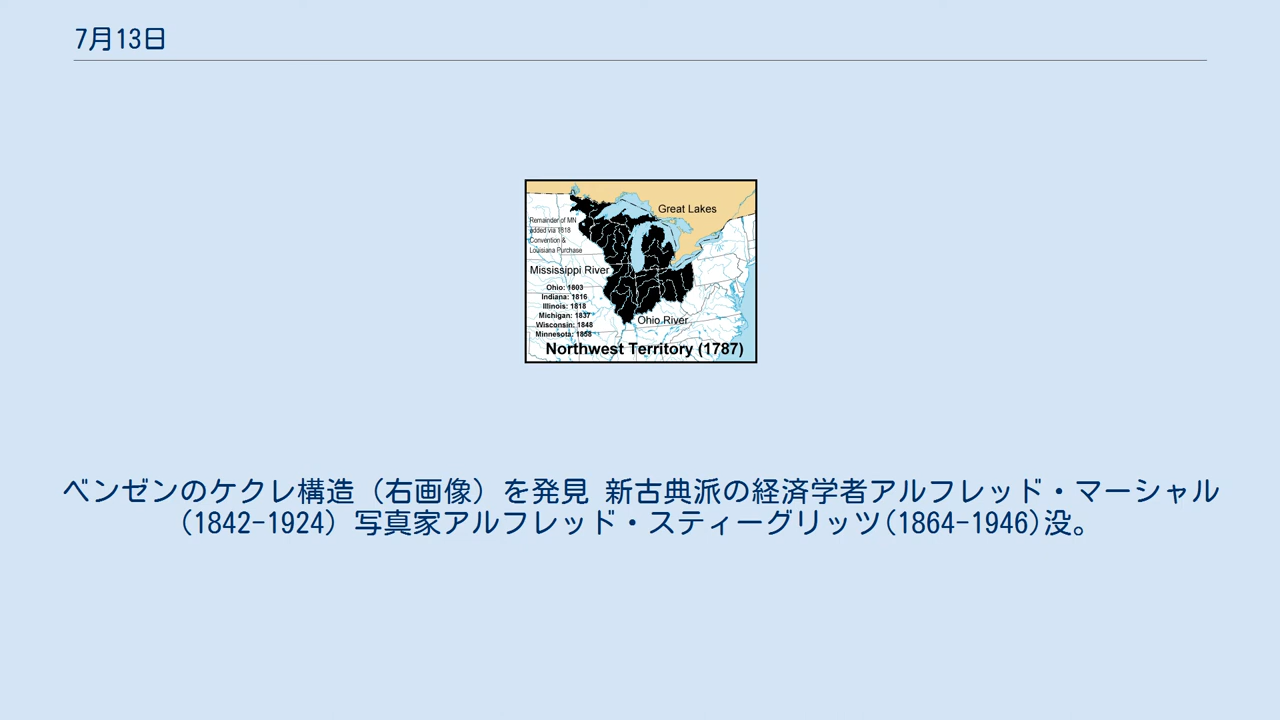 7月13日
Great Lakes
Remainder of MN
added via 1818
Convention &
Louisiana Purchase
Mississippi River
Ohio: 1803
Indiana: 1816
Illinois: 1818
Michigan: 1837
Wisconsin: 1848
Minnesota: 1858
Ohio River
Northwest Territory (1787)
ベンゼンのケクレ構造（右画像）を発見 新古典派の経済学者アルフレッド・マーシャル
(1842-1924) 写真家アルフレッド・スティーグリッツ(1864-1946)没。